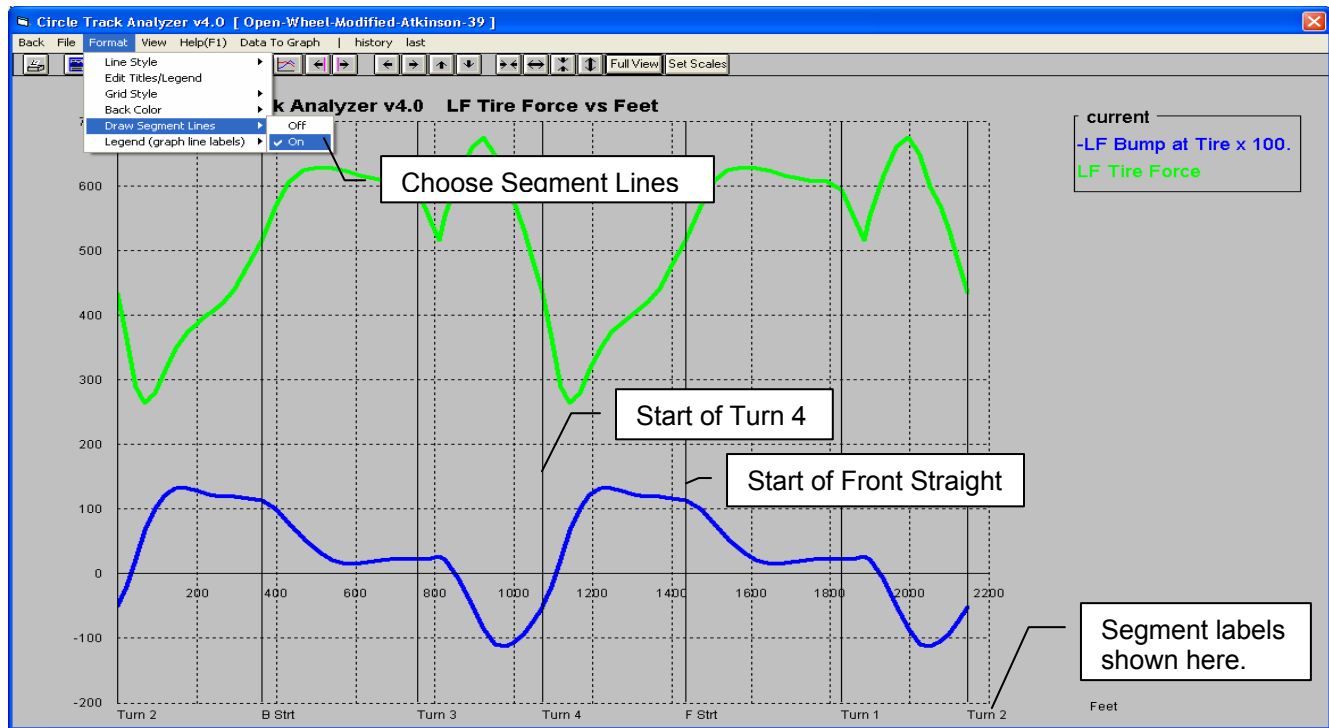 Circle Track Analyzer v4.0 [ Open-Wheel-Modified-Atkinson-39 ]
Back File Format View Help(F1) Data To Graph | history last
Full View Set Scales
Line Style
Edit Titles/Legend
Grid Style
Back Color
Draw Segment Lines
Legend (graph line labels)
Off
On
k Analyzer v4.0 LF Tire Force vs Feet
current
-LF Bump at Tire x 100.
LF Tire Force
Choose Segment Lines
Start of Turn 4
Start of Front Straight
Segment labels
shown here.
7
600
500
400
300
200
100
0
-100
-200
200 400 600 800 1000 1200 1400 1600 1800 2000 2200
Turn 2 B Strt Turn 3 Turn 4 F Strt Turn 1 Turn 2
Feet